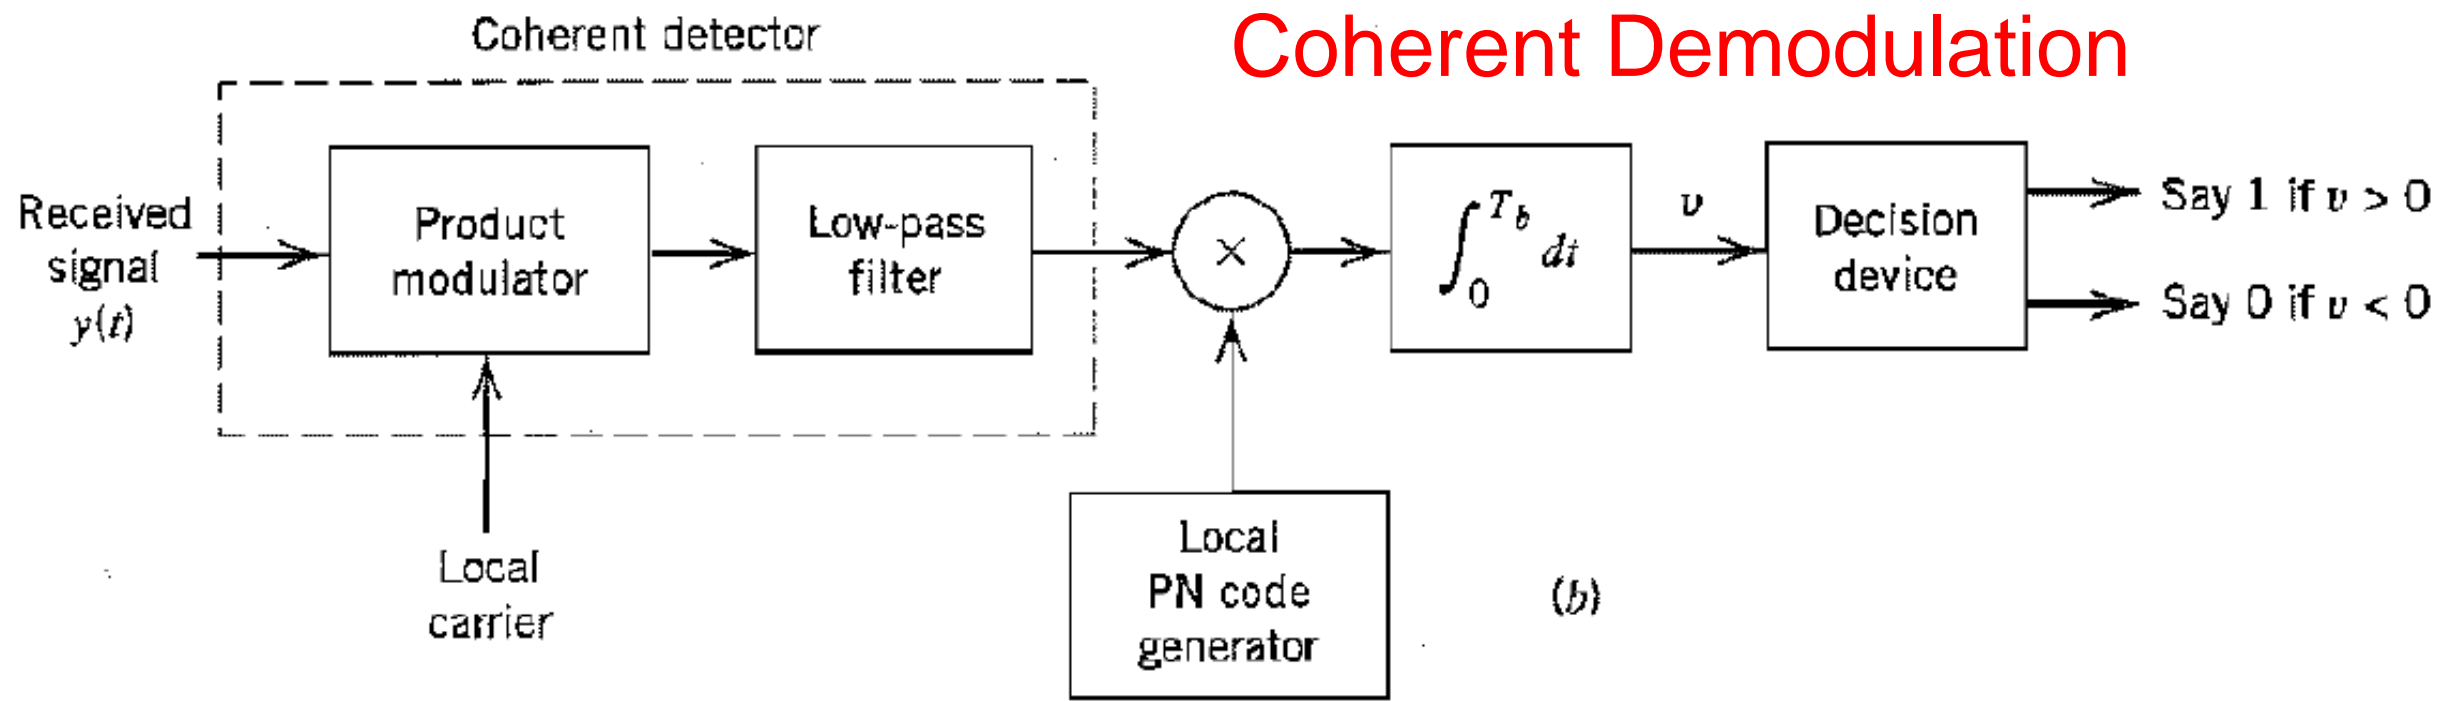 Coherent detector
Coherent Demodulation
Received
signal
y(t)
Product
modulator
Low-pass
filter
×
∫₀^{T_b} dt
υ
Decision
device
Say 1 if υ > 0
Say 0 if υ < 0
Local
carrier
Local
PN code
generator
(b)